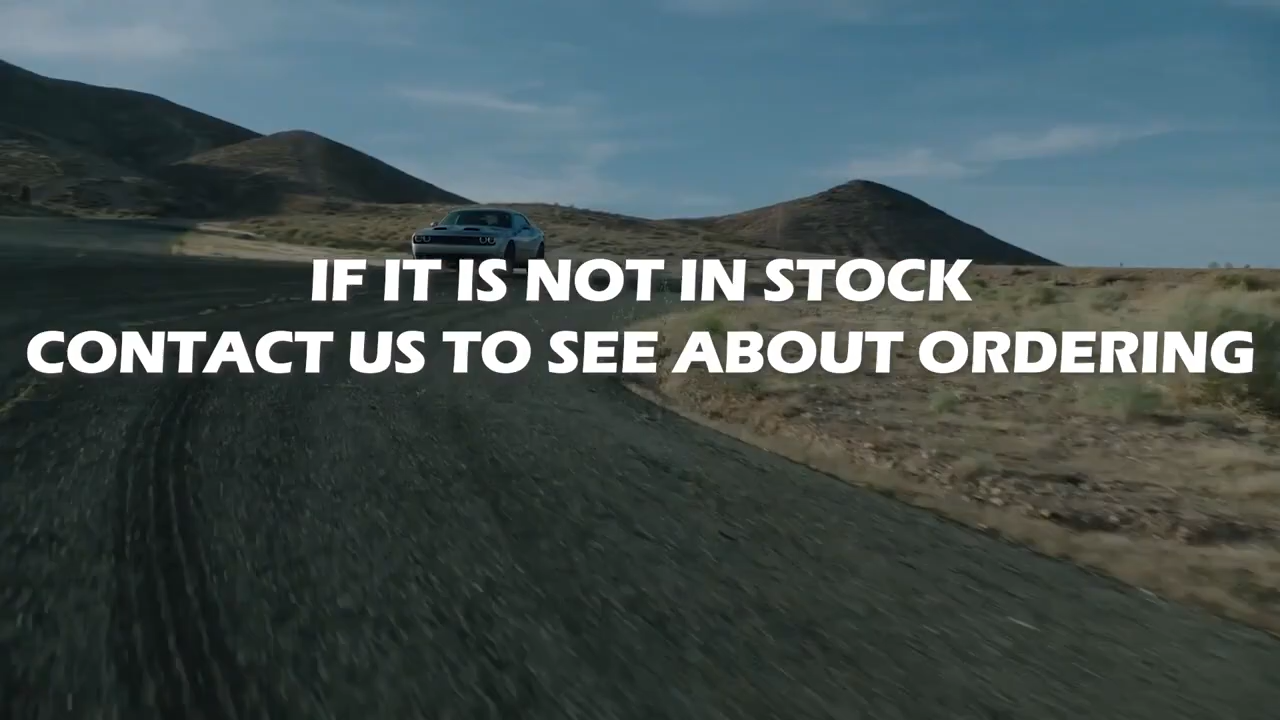 IF IT IS NOT IN STOCK
CONTACT US TO SEE ABOUT ORDERING